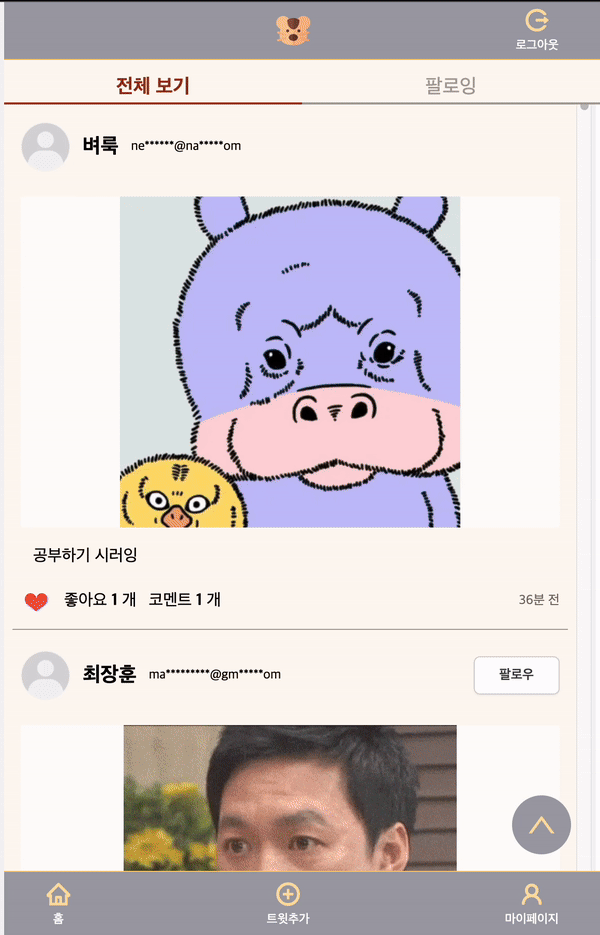 로그아웃
전체 보기 팔로잉
벼룩 ne******@na*****om
공부하기 시러잉
좋아요 1 개 코멘트 1 개 36분 전
최장훈 ma*********@gm*****om 팔로우
홈 트윗추가 마이페이지